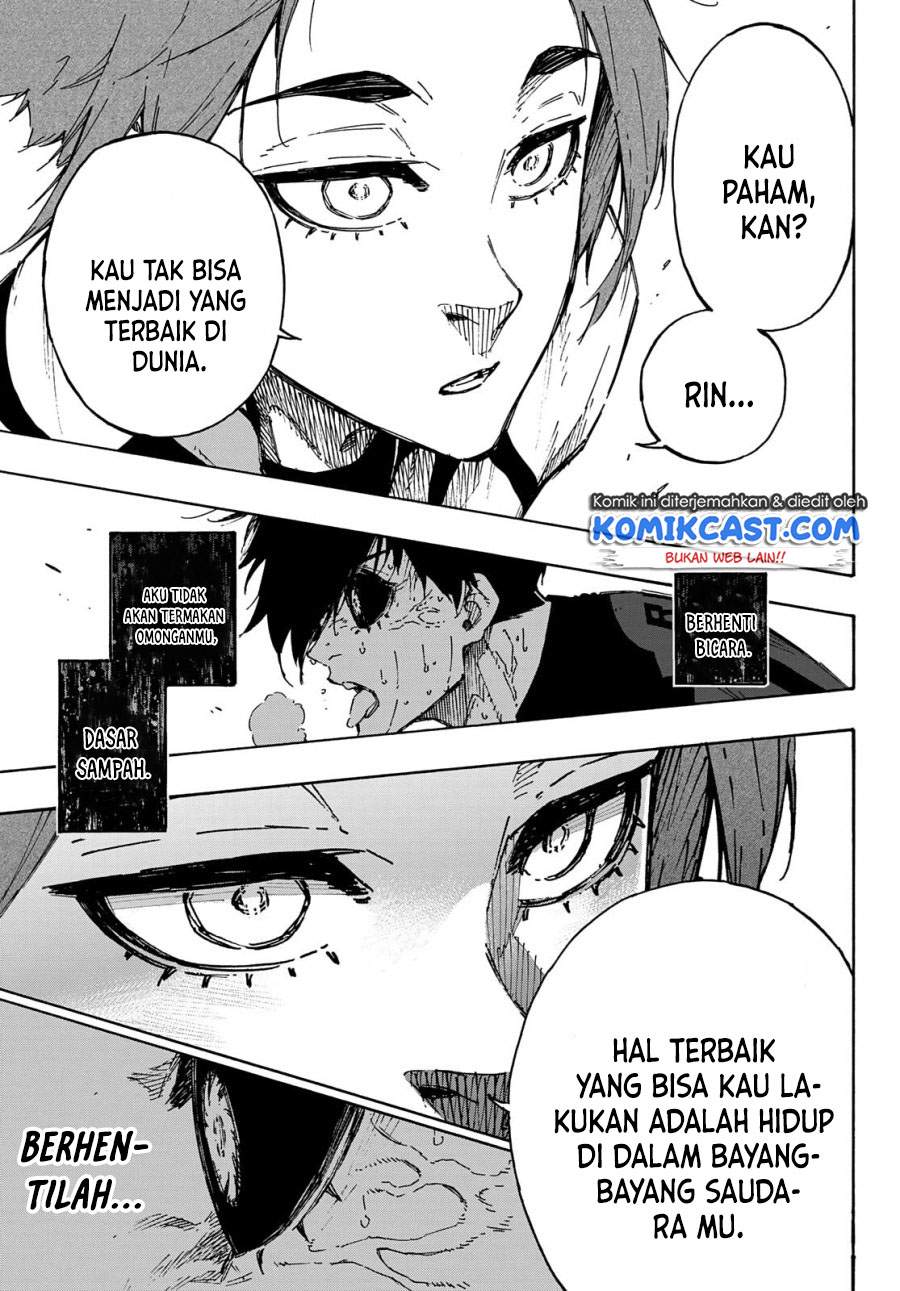 KAU
PAHAM,
KAN?
RIN...
KAU TAK BISA
MENJADI YANG
TERBAIK DI
DUNIA.
Komik ini diterjemahkan & diedit oleh
KOMIKCAST.COM
BUKAN WEB LAIN!!
BERHENTI
BICARA.
AKU TIDAK
AKAN TERMAKAN
OMONGANMU,
DASAR
SAMPAH.
HAL TERBAIK
YANG BISA KAU LA-
KUKAN ADALAH HIDUP
DI DALAM BAYANG-
BAYANG SAUDA-
RA MU.
BERHEN-
TILAH...